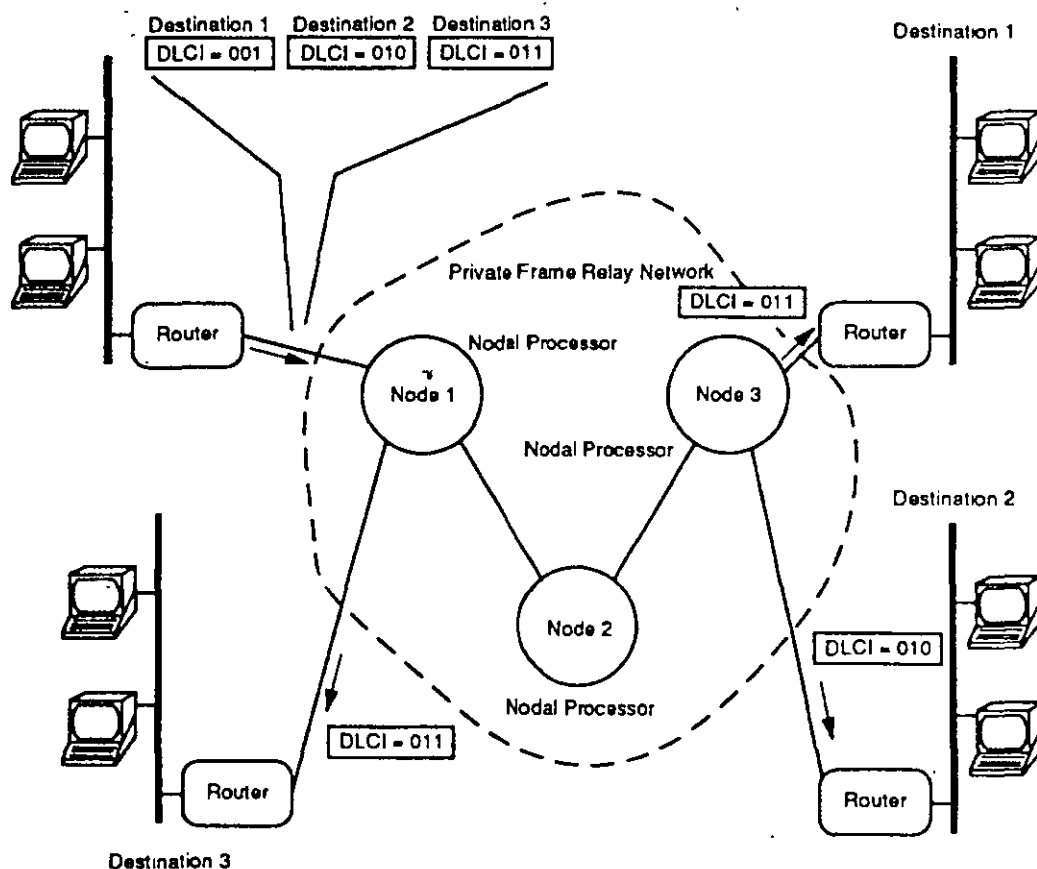 Destination 1 Destination 2 Destination 3
DLCI = 001 DLCI = 010 DLCI = 011
Destination 1
Private Frame Relay Network
DLCI = 011
Router
Nodal Processor
Router
Node 1
Node 3
Nodal Processor
Destination 2
Node 2
DLCI = 010
Nodal Processor
DLCI = 011
Router
Router
Destination 3